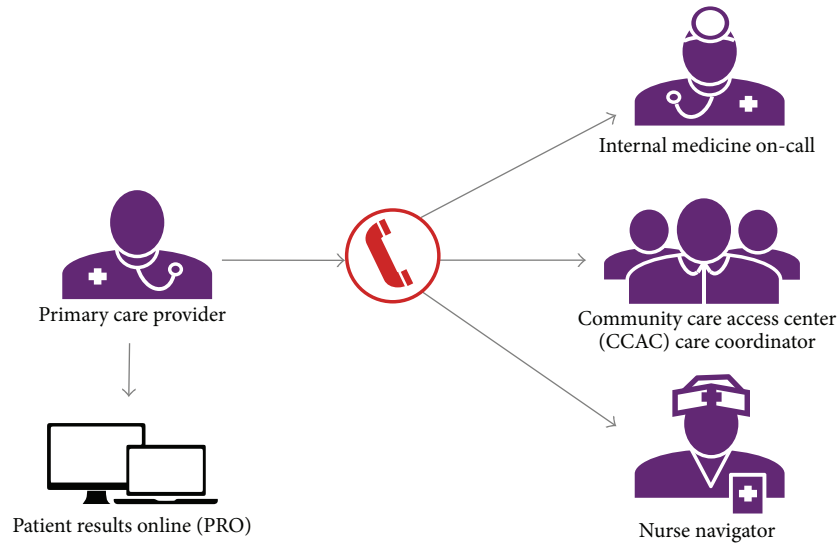 Internal medicine on-call
Primary care provider
Community care access center
(CCAC) care coordinator
Patient results online (PRO)
Nurse navigator